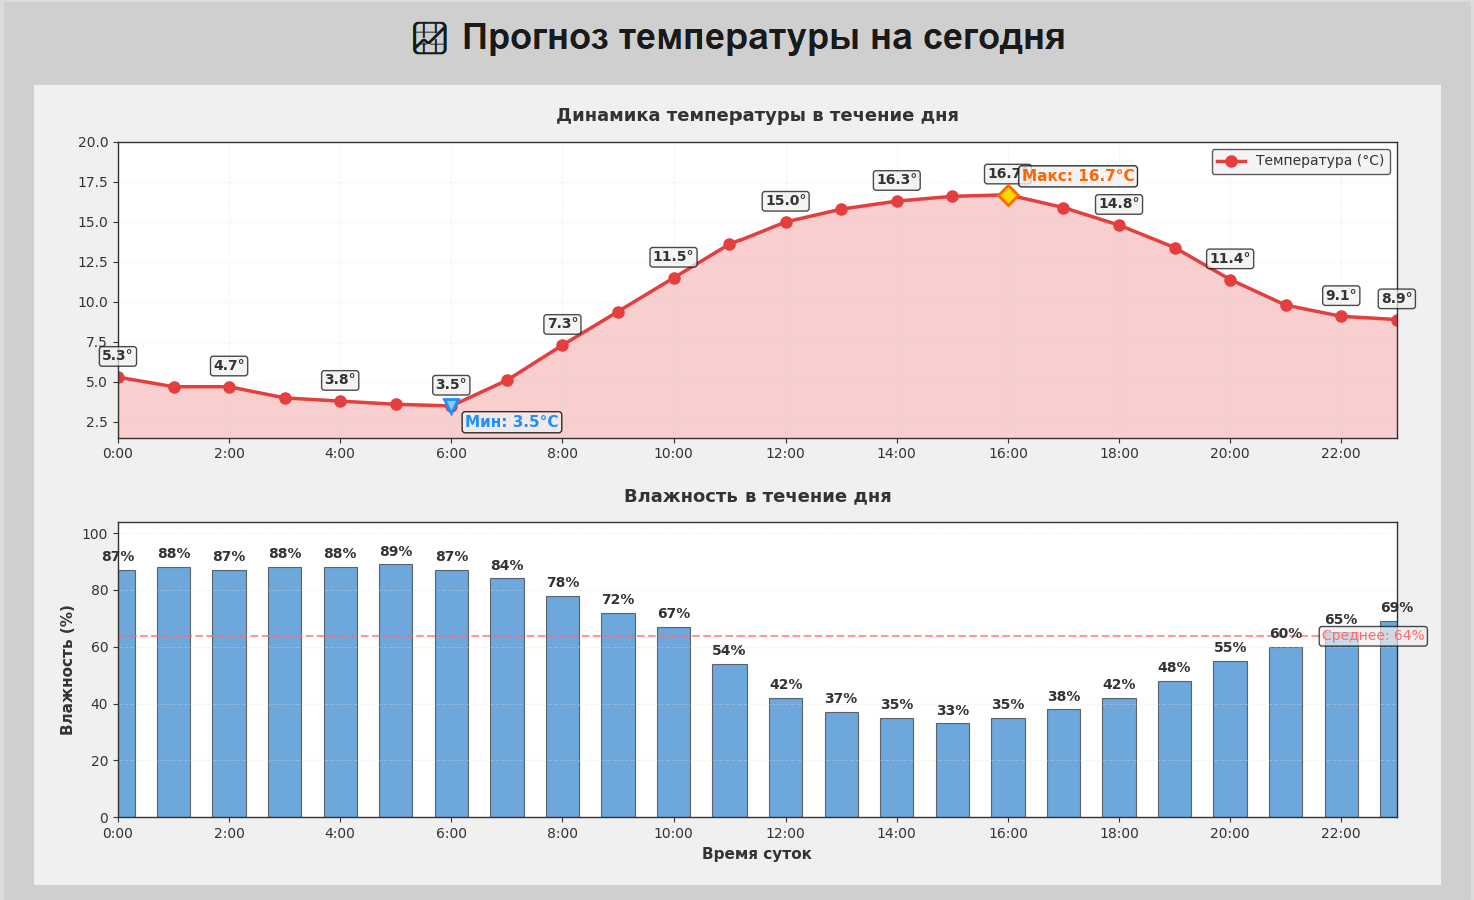 Прогноз температуры на сегодня
Динамика температуры в течение дня
20.0
17.5
15.0
12.5
10.0
7.5
5.0
2.5
Температура (°C)
5.3° 4.7° 3.8° 3.5° 7.3° 11.5° 15.0° 16.3° 16.7 14.8° 11.4° 9.1° 8.9°
Макс: 16.7°C
Мин: 3.5°C
0:00 2:00 4:00 6:00 8:00 10:00 12:00 14:00 16:00 18:00 20:00 22:00
Влажность в течение дня
Влажность (%)
100
80
60
40
20
0
87% 88% 87% 88% 88% 89% 87% 84% 78% 72% 67% 54% 42% 37% 35% 33% 35% 38% 42% 48% 55% 60% 65% 69%
Среднее: 64%
0:00 2:00 4:00 6:00 8:00 10:00 12:00 14:00 16:00 18:00 20:00 22:00
Время суток